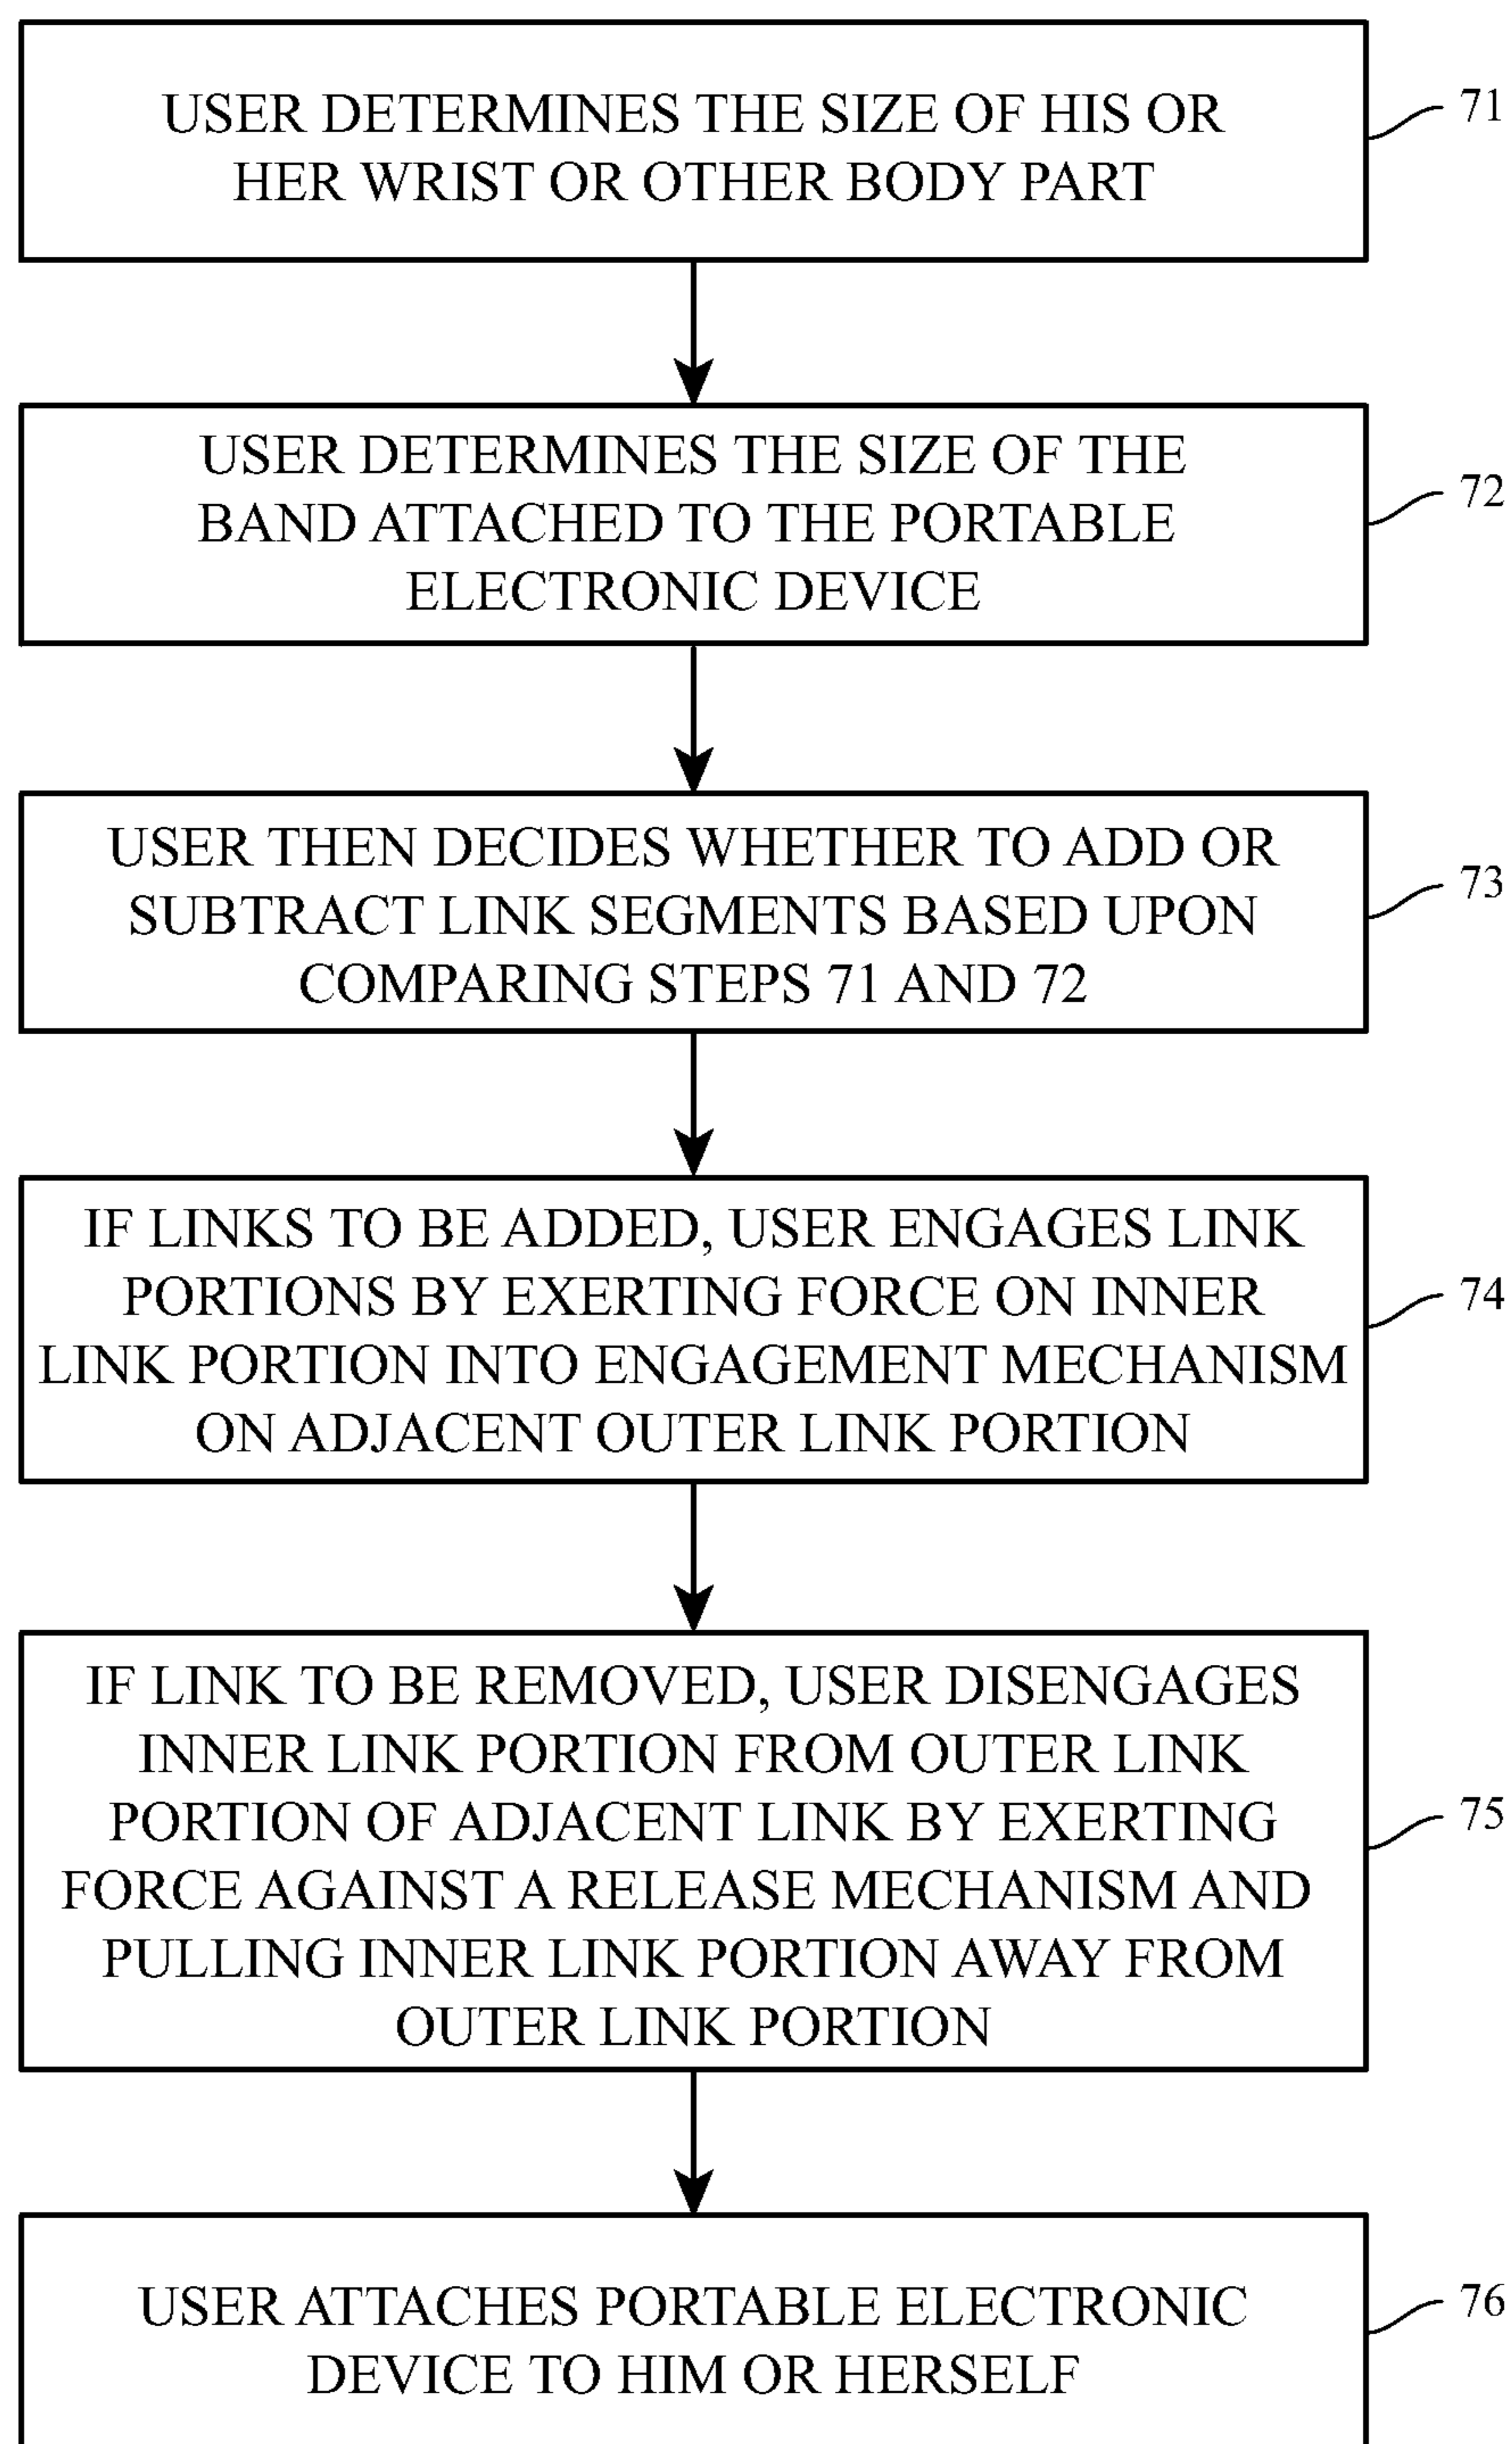 USER DETERMINES THE SIZE OF HIS OR
HER WRIST OR OTHER BODY PART
71
USER DETERMINES THE SIZE OF THE
BAND ATTACHED TO THE PORTABLE
ELECTRONIC DEVICE
72
USER THEN DECIDES WHETHER TO ADD OR
SUBTRACT LINK SEGMENTS BASED UPON
COMPARING STEPS 71 AND 72
73
IF LINKS TO BE ADDED, USER ENGAGES LINK
PORTIONS BY EXERTING FORCE ON INNER
LINK PORTION INTO ENGAGEMENT MECHANISM
ON ADJACENT OUTER LINK PORTION
74
IF LINK TO BE REMOVED, USER DISENGAGES
INNER LINK PORTION FROM OUTER LINK
PORTION OF ADJACENT LINK BY EXERTING
FORCE AGAINST A RELEASE MECHANISM AND
PULLING INNER LINK PORTION AWAY FROM
OUTER LINK PORTION
75
USER ATTACHES PORTABLE ELECTRONIC
DEVICE TO HIM OR HERSELF
76